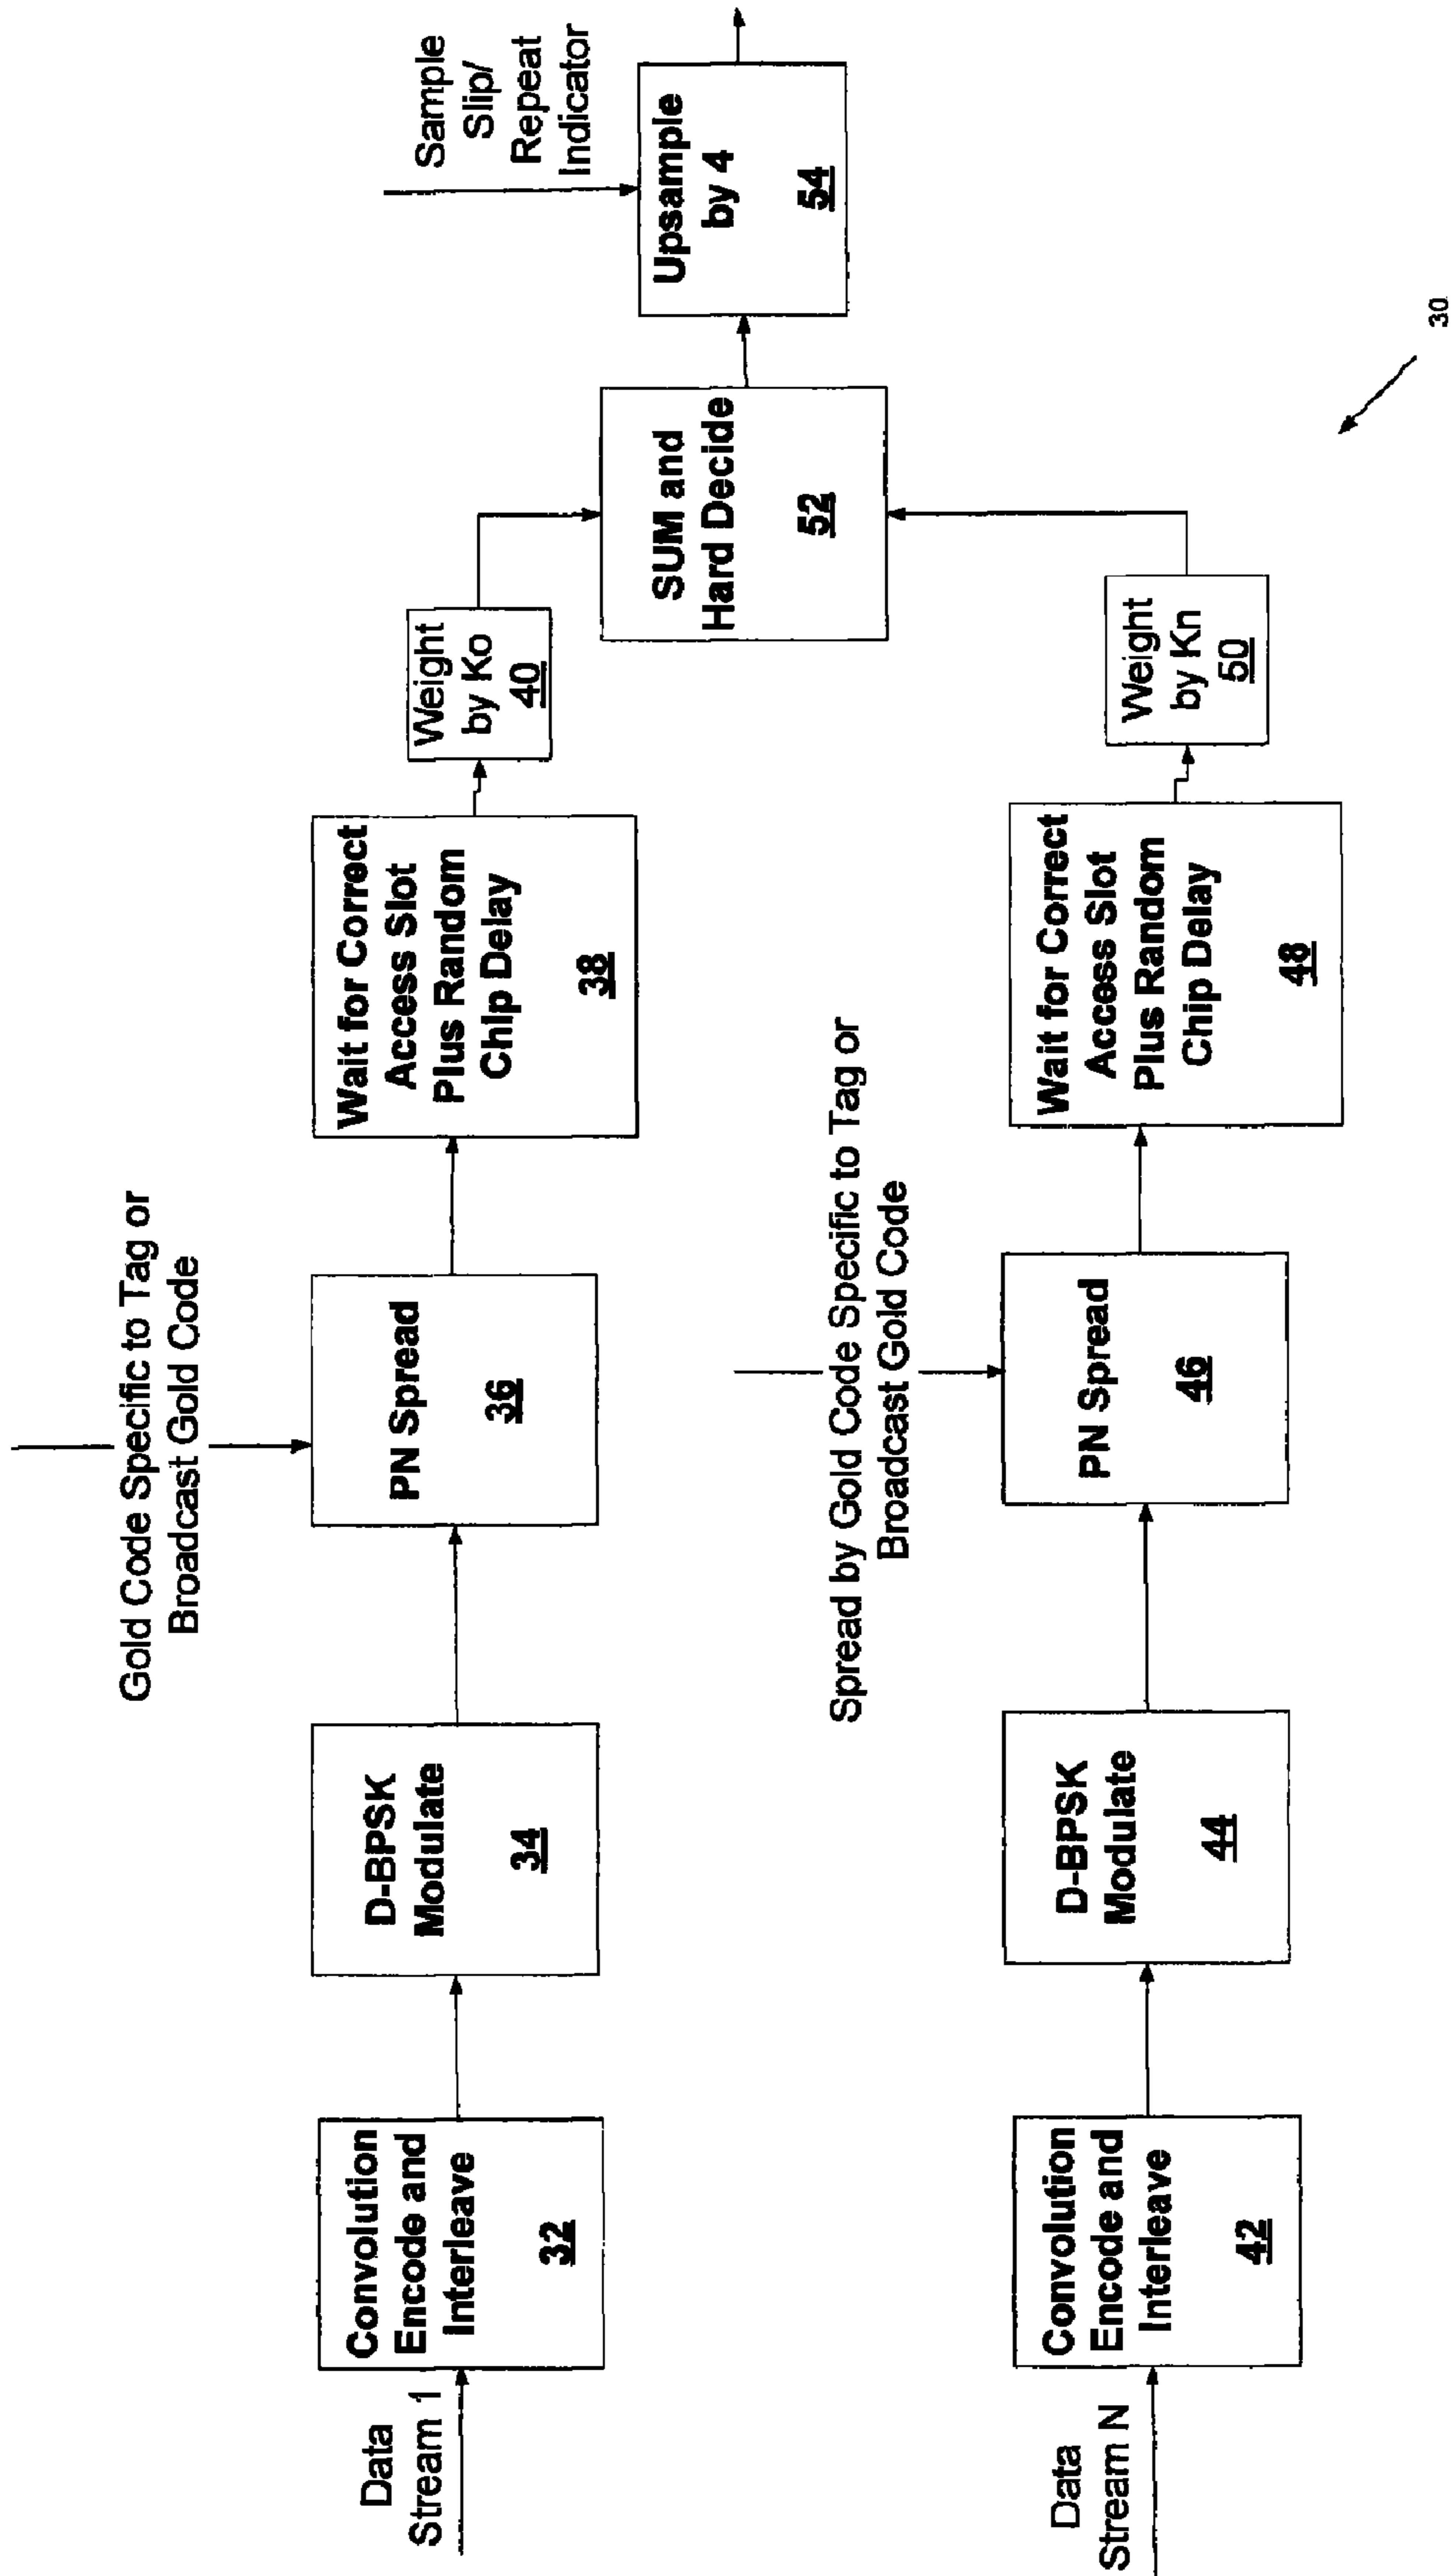 Data
Stream 1
Convolution
Encode and
Interleave
32
D-BPSK
Modulate
34
Gold Code Specific to Tag or
Broadcast Gold Code
PN Spread
36
Wait for Correct
Access Slot
Plus Random
Chip Delay
38
Weight
by Ko
40
Data
Stream N
Convolution
Encode and
Interleave
42
D-BPSK
Modulate
44
Spread by Gold Code Specific to Tag or
Broadcast Gold Code
PN Spread
46
Wait for Correct
Access Slot
Plus Random
Chip Delay
48
Weight
by Kn
50
SUM and
Hard Decide
52
Sample
Slip/
Repeat
Indicator
Upsample
by 4
54
30